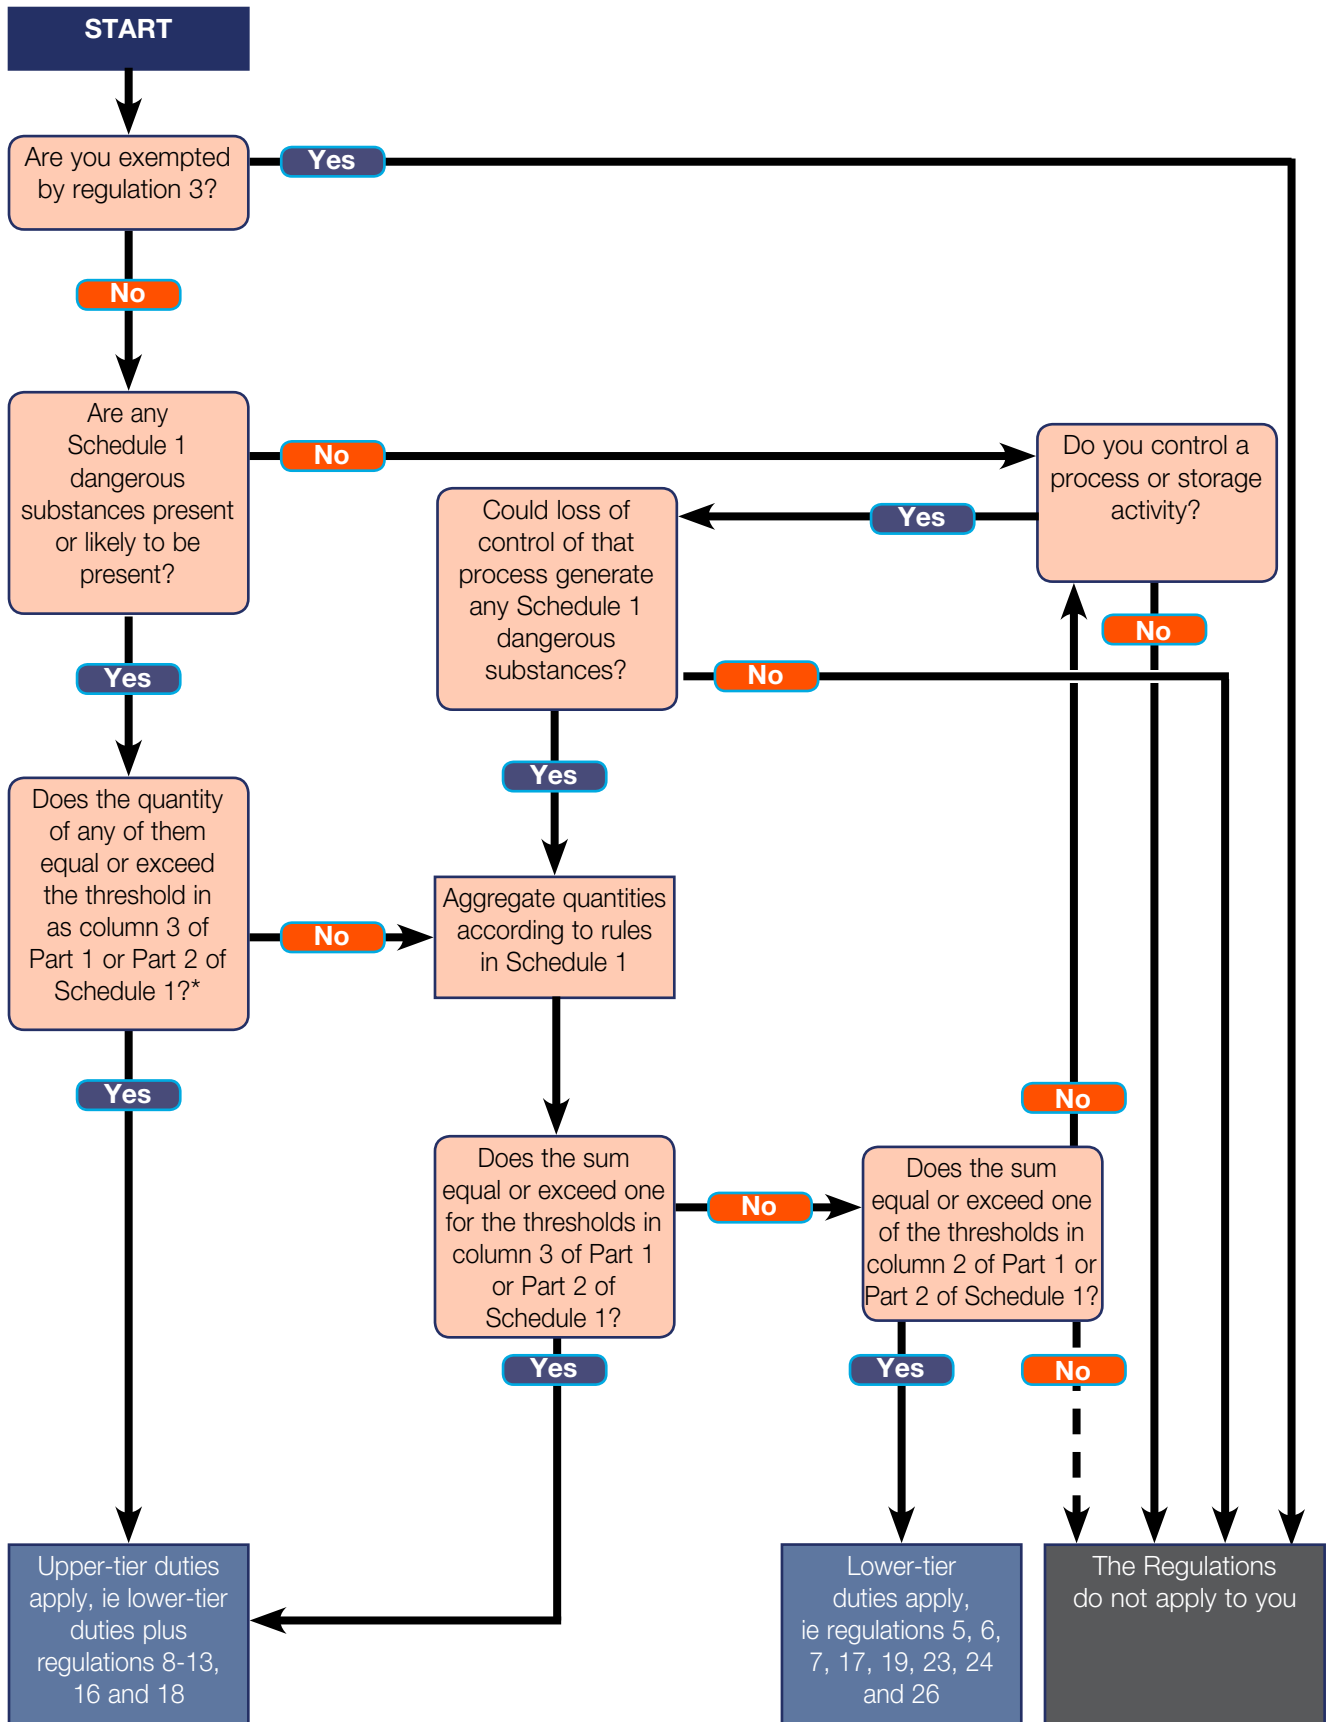 START
Are you exempted
by regulation 3?
Yes
No
Are any
Schedule 1
dangerous
substances present
or likely to be
present?
No
Do you control a
process or storage
activity?
Yes
Could loss of
control of that
process generate
any Schedule 1
dangerous
substances?
No
No
Yes
Yes
Does the quantity
of any of them
equal or exceed
the threshold in
as column 3 of
Part 1 or Part 2 of
Schedule 1?*
No
Aggregate quantities
according to rules
in Schedule 1
Yes
No
Does the sum
equal or exceed one
for the thresholds in
column 3 of Part 1
or Part 2 of
Schedule 1?
No
Does the sum
equal or exceed one
of the thresholds in
column 2 of Part 1 or
Part 2 of Schedule 1?
Yes
Yes
No
Upper-tier duties
apply, ie lower-tier
duties plus
regulations 8-13,
16 and 18
Lower-tier
duties apply,
ie regulations 5, 6,
7, 17, 19, 23, 24
and 26
The Regulations
do not apply to you